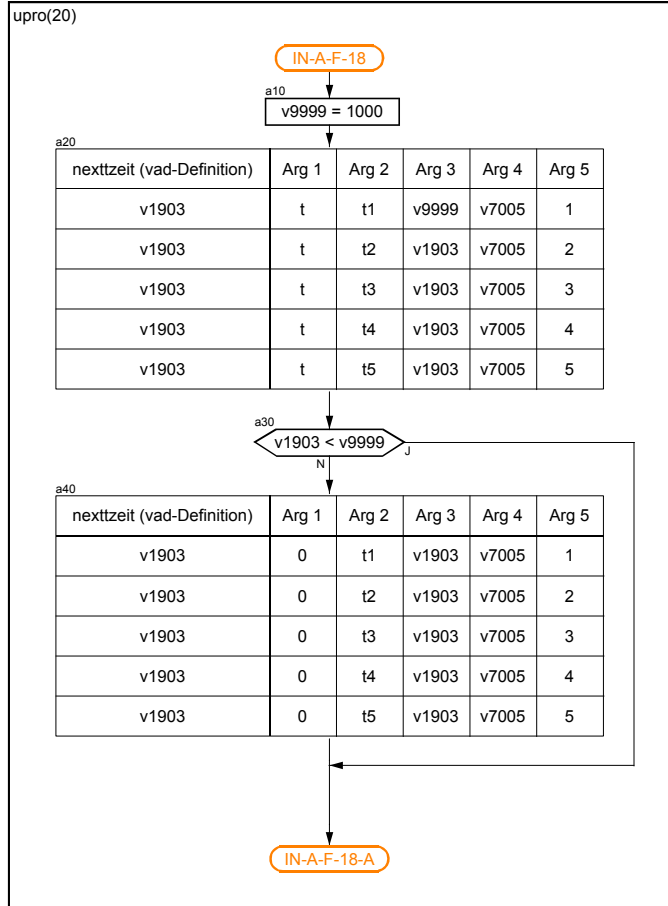 upro(20)
IN-A-F-18
a10
v9999 = 1000
a20
nexttzeit (vad-Definition) Arg 1 Arg 2 Arg 3 Arg 4 Arg 5
v1903 t t1 v9999 v7005 1
v1903 t t2 v1903 v7005 2
v1903 t t3 v1903 v7005 3
v1903 t t4 v1903 v7005 4
v1903 t t5 v1903 v7005 5
a30
v1903 < v9999
J
N
a40
nexttzeit (vad-Definition) Arg 1 Arg 2 Arg 3 Arg 4 Arg 5
v1903 0 t1 v1903 v7005 1
v1903 0 t2 v1903 v7005 2
v1903 0 t3 v1903 v7005 3
v1903 0 t4 v1903 v7005 4
v1903 0 t5 v1903 v7005 5
IN-A-F-18-A